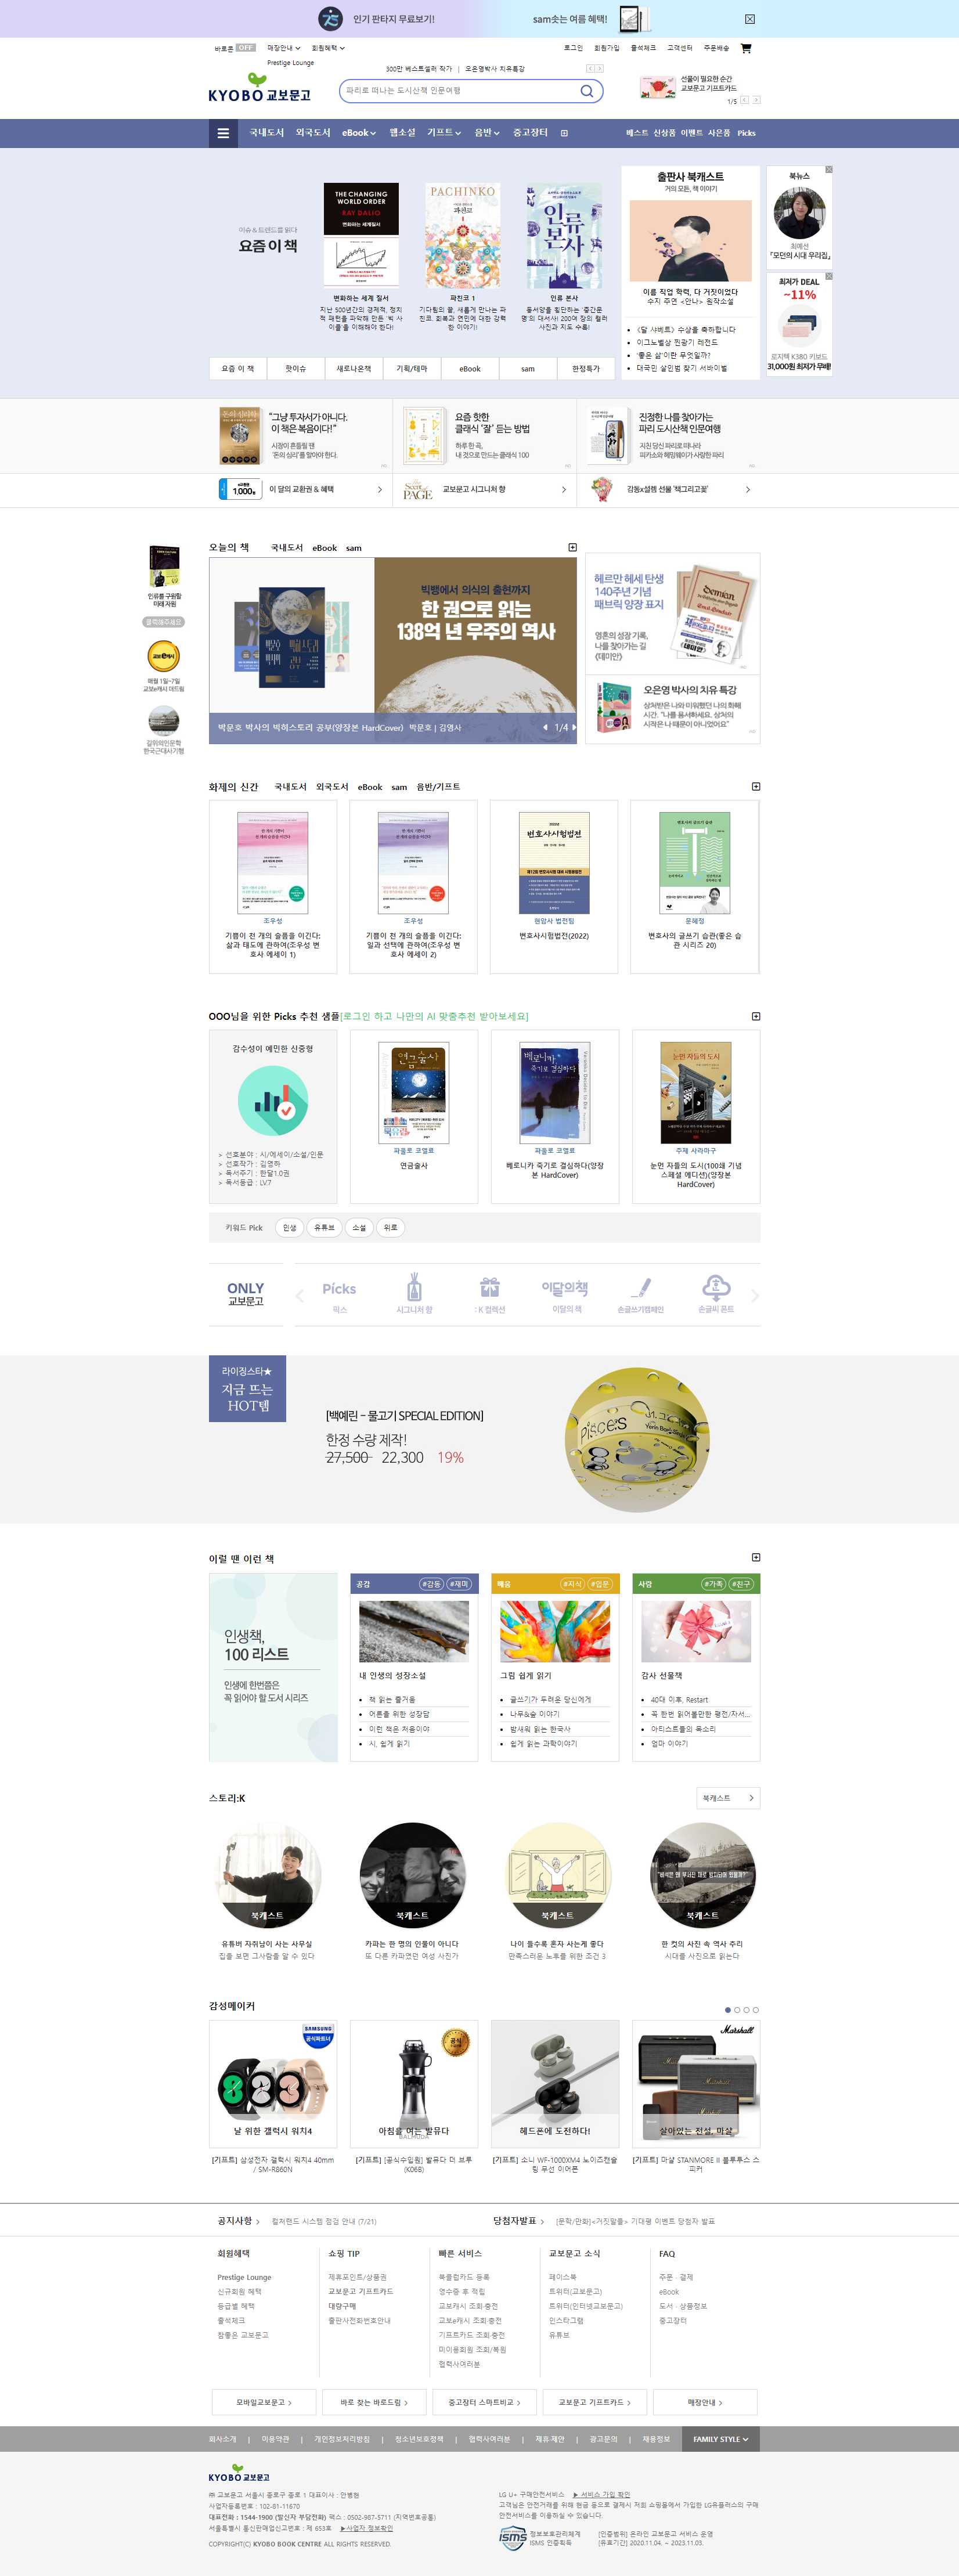 인기 판타지 무료보기!
sam솟는 여름 혜택!
바로콘 OFF
매장안내
회원혜택
로그인
회원가입
출석체크
고객센터
주문배송
Prestige Lounge
300만 베스트셀러 작가 | 오은영박사 치유특강
KYOBO 교보문고
파리로 떠나는 도시산책 인문여행
선물이 필요한 순간
교보문고 기프트카드
1/5
국내도서
외국도서
eBook
웹소설
기프트
음반
중고장터
베스트
신상품
이벤트
사은품
Picks
이슈&트렌드를 읽다
요즘 이 책
THE CHANGING
WORLD ORDER
RAY DALIO
변화하는 세계질서
변화하는 세계 질서
지난 500년간의 경제적, 정치
적 패턴을 파악해 만든 '빅 사
이클'을 이해해야 한다!
PACHINKO
파친코
1
파친코 1
기다림의 끝, 새롭게 만나는 파
친코. 회복과 연민에 대한 강력
한 이야기!
인류본사
인류 본사
동서양을 횡단하는 '중간문
명'의 대서사! 200여 장의 컬러
사진과 지도 수록!
출판사 북캐스트
거의 모든, 책 이야기
이름 직업 학력, 다 거짓이었다
수지 주연 <안나> 원작소설
《달 샤베트》 수상을 축하합니다
이그노벨상 찐광기 레전드
'좋은 삶'이란 무엇일까?
대국민 살인범 찾기 서바이벌
북뉴스
최예선
「모던의 시대 우리집」
최저가 DEAL
~11%
로지텍 K380 키보드
31,000원 최저가 무배!
요즘 이 책
핫이슈
새로나온책
기획/테마
eBook
sam
한정특가
"그냥 투자서가 아니다.
이 책은 복음이다!"
시장이 흔들릴 땐
'돈의 심리'를 알아야 한다.
요즘 핫한
클래식 '잘' 듣는 방법
하루 한 곡,
내 것으로 만드는 클래식 100
진정한 나를 찾아가는
파리 도시산책 인문여행
지친 당신 파리로 떠나라
피카소와 헤밍웨이가 사랑한 파리
1,000원
이 달의 교환권 & 혜택
The Scent of PAGE
교보문고 시그니처 향
감동x설렘 선물 '책그리고꽃'
인류를 구원할
미래 자원
클릭해주세요
매월 1일~7일
교보e캐시 더드림
길위의인문학
한국근대사기행
오늘의 책
국내도서
eBook
sam
빅뱅에서 의식의 출현까지
한 권으로 읽는
138억 년 우주의 역사
박문호 박사의 빅히스토리 공부(양장본 HardCover) 박문호 | 김영사
1/4
헤르만 헤세 탄생
140주년 기념
패브릭 양장 표지
영혼의 성장 기록,
나를 찾아가는 길
《데미안》
Demian
오은영 박사의 치유 특강
상처받은 나와 미워했던 나의 화해
시간. "나를 용서하세요. 상처의
시작은 나 때문이 아니었어요"
화제의 신간
국내도서
외국도서
eBook
sam
음반/기프트
조우성
기쁨이 천 개의 슬픔을 이긴다:
삶과 태도에 관하여(조우성 변
호사 에세이 1)
조우성
기쁨이 천 개의 슬픔을 이긴다:
일과 선택에 관하여(조우성 변
호사 에세이 2)
변호사시험법전
현암사 법전팀
변호사시험법전(2022)
변호사의 글쓰기 습관
문혜정
변호사의 글쓰기 습관(좋은 습
관 시리즈 20)
OOO님을 위한 Picks 추천 샘플[로그인 하고 나만의 AI 맞춤추천 받아보세요]
감수성이 예민한 신중형
> 선호분야 : 시/에세이/소설/인문
> 선호작가 : 김영하
> 독서주기 : 한달1.0권
> 독서등급 : LV.7
연금술사
파울로 코엘료
연금술사
베로니카, 죽기로 결심하다
파울로 코엘료
베로니카 죽기로 결심하다(양장
본 HardCover)
눈먼 자들의 도시
주제 사라마구
눈먼 자들의 도시(100쇄 기념
스페셜 에디션)(양장본
HardCover)
키워드 Pick
인생
유튜브
소설
위로
ONLY
교보문고
Picks
픽스
시그니처 향
: K 컬렉션
이달의책
이달의 책
손글쓰기캠페인
손글씨 폰트
라이징스타★
지금 뜨는
HOT템
[백예린 - 물고기 SPECIAL EDITION]
한정 수량 제작!
27,500 22,300 19%
Pisces
이럴 땐 이런 책
인생책,
100 리스트
인생에 한번쯤은
꼭 읽어야 할 도서 시리즈
공감 #감동 #재미
내 인생의 성장소설
책 읽는 즐거움
어른을 위한 성장담
이런 책은 처음이야
시, 쉽게 읽기
배움 #지식 #입문
그림 쉽게 읽기
글쓰기가 두려운 당신에게
나무&숲 이야기
밤새워 읽는 한국사
쉽게 읽는 과학이야기
사람 #가족 #친구
감사 선물책
40대 이후, Restart
꼭 한번 읽어볼만한 평전/자서...
아티스트들의 목소리
엄마 이야기
스토리:K
북캐스트
북캐스트
유튜버 자취남이 사는 사무실
집을 보면 그사람을 알 수 있다
북캐스트
카파는 한 명의 인물이 아니다
또 다른 카파였던 여성 사진가
북캐스트
나이 들수록 혼자 사는게 좋다
만족스러운 노후를 위한 조건 3
북캐스트
한 컷의 사진 속 역사 추리
시대를 사진으로 읽는다
감성메이커
SAMSUNG
공식파트너
날 위한 갤럭시 워치4
[기프트] 삼성전자 갤럭시 워치4 40mm
/ SM-R860N
공식
아침을 여는 발뮤다
BALMUDA
[기프트] [공식수입원] 발뮤다 더 브루
(K06B)
헤드폰에 도전하다!
[기프트] 소니 WF-1000XM4 노이즈캔슬
링 무선 이어폰
Marshall
살아있는 전설, 마샬
[기프트] 마샬 STANMORE II 블루투스 스
피커
공지사항
컬처랜드 시스템 점검 안내 (7/21)
당첨자발표
[문학/만화]<거짓말들> 기대평 이벤트 당첨자 발표
회원혜택
Prestige Lounge
신규회원 혜택
등급별 혜택
출석체크
참좋은 교보문고
쇼핑 TIP
제휴포인트/상품권
교보문고 기프트카드
대량구매
출판사전화번호안내
빠른 서비스
북클럽카드 등록
영수증 후 적립
교보캐시 조회·충전
교보e캐시 조회·충전
기프트카드 조회·충전
미이용회원 조회/복원
협력사여러분
교보문고 소식
페이스북
트위터(교보문고)
트위터(인터넷교보문고)
인스타그램
유튜브
FAQ
주문 · 결제
eBook
도서 · 상품정보
중고장터
모바일교보문고
바로 찾는 바로드림
중고장터 스마트비교
교보문고 기프트카드
매장안내
회사소개 | 이용약관 | 개인정보처리방침 | 청소년보호정책 | 협력사여러분 | 제휴·제안 | 광고문의 | 채용정보
FAMILY STYLE
KYOBO 교보문고
㈜ 교보문고 서울시 종로구 종로 1 대표이사 : 안병현
사업자등록번호 : 102-81-11670
대표전화 : 1544-1900 (발신자 부담전화) 팩스 : 0502-987-5711 (지역번호공통)
서울특별시 통신판매업신고번호 : 제 653호 ▶사업자 정보확인
COPYRIGHT(C) KYOBO BOOK CENTRE ALL RIGHTS RESERVED.
LG U+ 구매안전서비스 ▶ 서비스 가입 확인
고객님은 안전거래를 위해 현금 등으로 결제시 저희 쇼핑몰에서 가입한 LG유플러스의 구매
안전서비스를 이용하실 수 있습니다.
ISMS
정보보호관리체계
ISMS 인증획득
[인증범위] 온라인 교보문고 서비스 운영
[유효기간] 2020.11.04. ~ 2023.11.03.